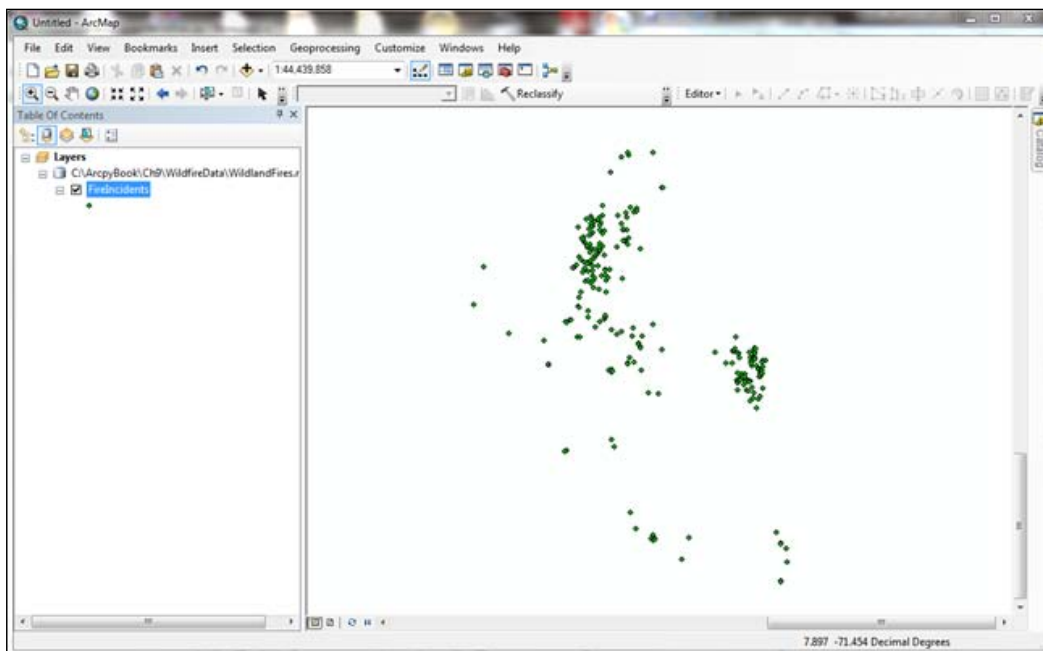 Untitled - ArcMap
File Edit View Bookmarks Insert Selection Geoprocessing Customize Windows Help
1:44,439,858
Reclassify
Editor
Table Of Contents
Layers
C:\ArcpyBook\Ch9\WildfireData\WildlandFires.
FireIncidents
Catalog
7.897 -71.454 Decimal Degrees